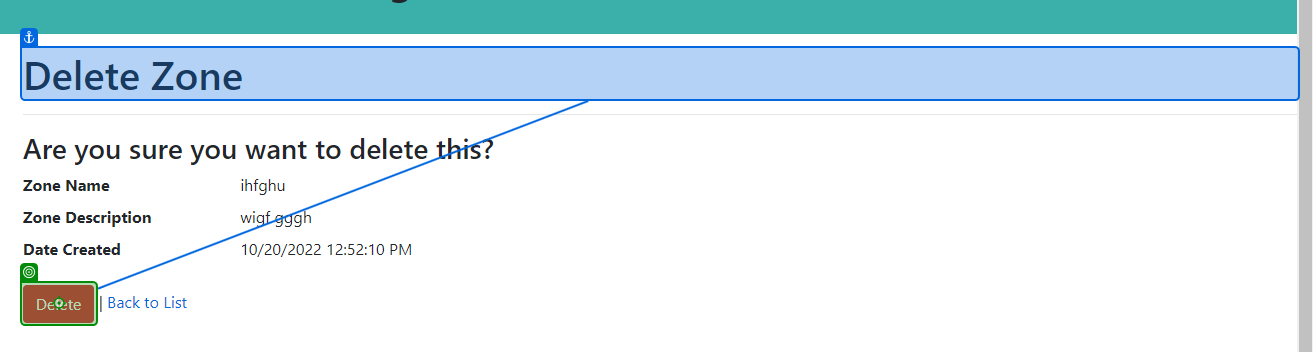 Delete Zone
Are you sure you want to delete this?
Zone Name ihfghu
Zone Description wigf gggh
Date Created 10/20/2022 12:52:10 PM
Delete | Back to List